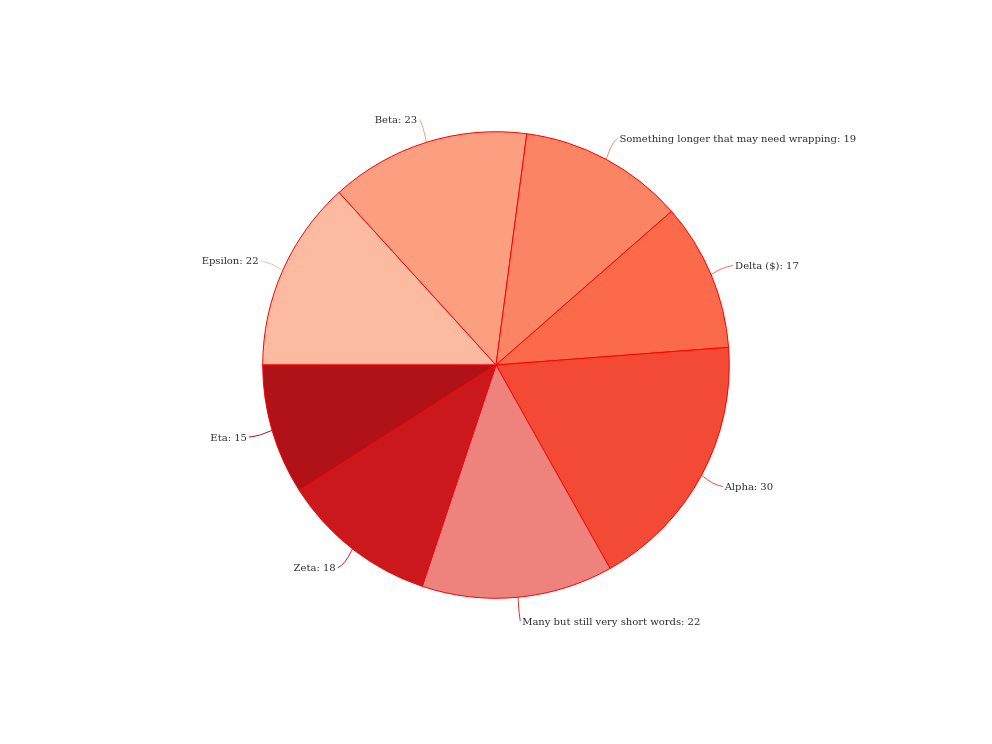 Beta: 23
Something longer that may need wrapping: 19
Epsilon: 22
Delta ($): 17
Eta: 15
Alpha: 30
Zeta: 18
Many but still very short words: 22